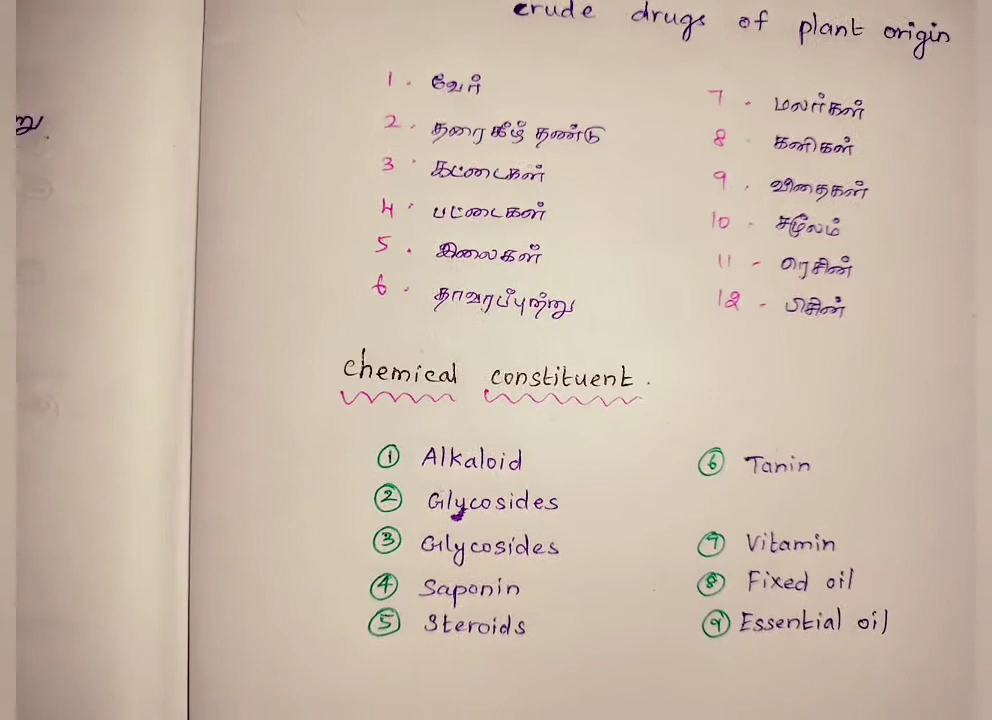 crude drugs of plant origin
று
1. வேர்
2. தரைகீழ் தண்டு
3. கட்டைகள்
4. பட்டைகள்
5. இலைகள்
6. தாவரப்புற்று
7. மலர்கள்
8. கனிகள்
9. விதைகள்
10. சமூலம்
11 - ரெசின்
12 - பிசின்
chemical constituent.
① Alkaloid
② Glycosides
③ Glycosides
④ Saponin
⑤ Steroids
⑥ Tanin
⑦ Vitamin
⑧ Fixed oil
⑨ Essential oil